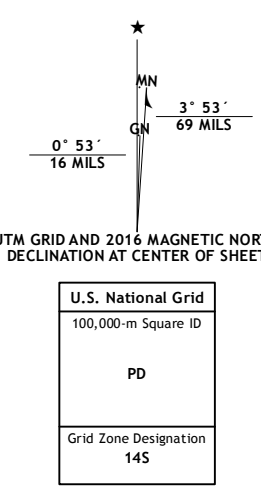 ★
MN
GN
3° 53´
69 MILS
0° 53´
16 MILS
UTM GRID AND 2016 MAGNETIC NORT
DECLINATION AT CENTER OF SHEET
U.S. National Grid
100,000-m Square ID
PD
Grid Zone Designation
14S